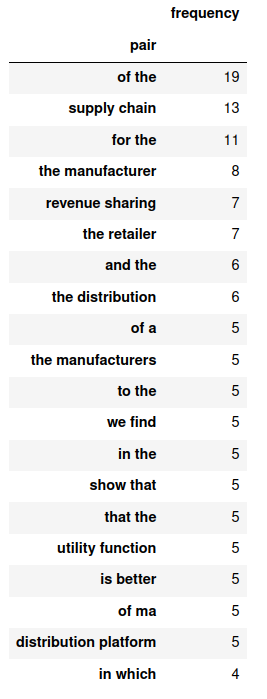 frequency
pair
of the 19
supply chain 13
for the 11
the manufacturer 8
revenue sharing 7
the retailer 7
and the 6
the distribution 6
of a 5
the manufacturers 5
to the 5
we find 5
in the 5
show that 5
that the 5
utility function 5
is better 5
of ma 5
distribution platform 5
in which 4